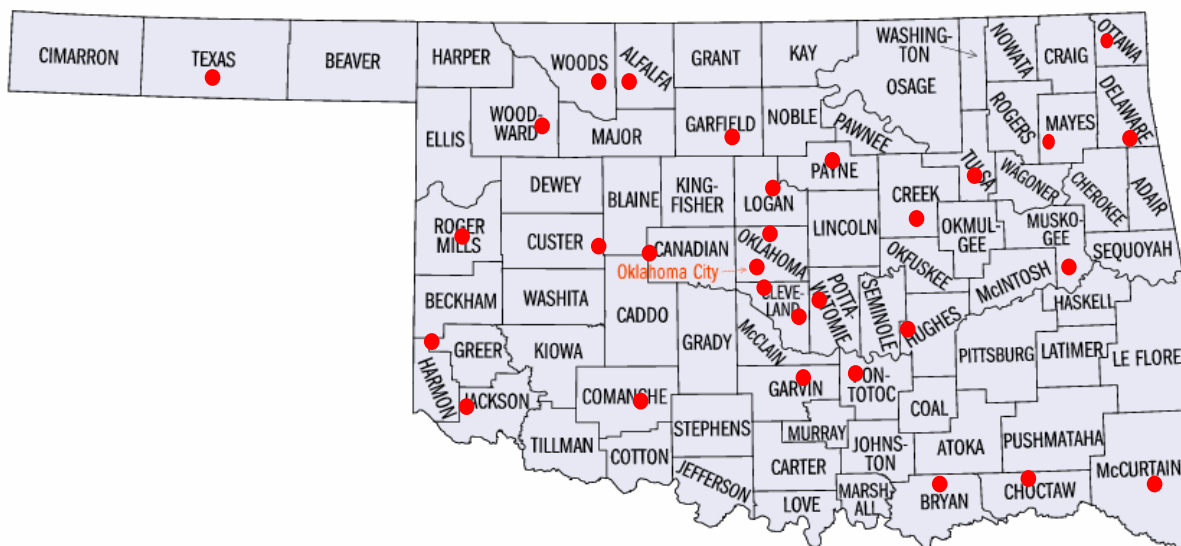 CIMARRON
TEXAS
BEAVER
HARPER
WOODS
ALFALFA
GRANT
KAY
WASHING-
TON
OSAGE
NOWATA
CRAIG
OTTAWA
ELLIS
WOOD-
WARD
MAJOR
GARFIELD
NOBLE
PAWNEE
ROGERS
MAYES
DELAWARE
DEWEY
BLAINE
KING-
FISHER
LOGAN
PAYNE
CREEK
TULSA
WAGONER
CHEROKEE
ADAIR
ROGER
MILLS
CUSTER
CANADIAN
OKLAHOMA
Oklahoma City
LINCOLN
OKMUL-
GEE
MUSKO-
GEE
SEQUOYAH
OKFUSKEE
McINTOSH
BECKHAM
WASHITA
CADDO
GRADY
CLEVE-
LAND
McCLAIN
POTTA-
WATOMIE
SEMINOLE
HUGHES
HASKELL
PITTSBURG
LATIMER
LE FLORE
HARMON
GREER
KIOWA
JACKSON
COMANCHE
GARVIN
PON-
TOTOC
COAL
TILLMAN
COTTON
STEPHENS
MURRAY
JOHNS-
TON
ATOKA
PUSHMATAHA
McCURTAIN
JEFFERSON
CARTER
LOVE
MARSH-
ALL
BRYAN
CHOCTAW